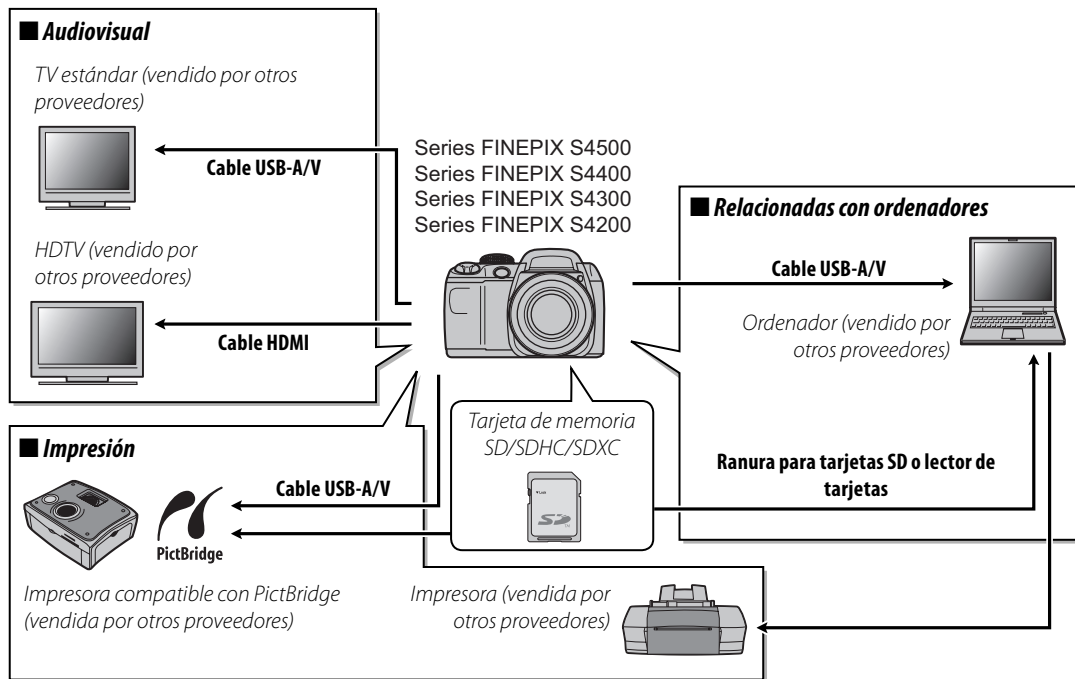 ■ Audiovisual
TV estándar (vendido por otros
proveedores)
Cable USB-A/V
HDTV (vendido por
otros proveedores)
Cable HDMI
Series FINEPIX S4500
Series FINEPIX S4400
Series FINEPIX S4300
Series FINEPIX S4200
■ Relacionadas con ordenadores
Cable USB-A/V
Ordenador (vendido por
otros proveedores)
Ranura para tarjetas SD o lector de
tarjetas
Tarjeta de memoria
SD/SDHC/SDXC
▼Lock
SD
■ Impresión
Cable USB-A/V
PictBridge
Impresora compatible con PictBridge
(vendida por otros proveedores)
Impresora (vendida por
otros proveedores)